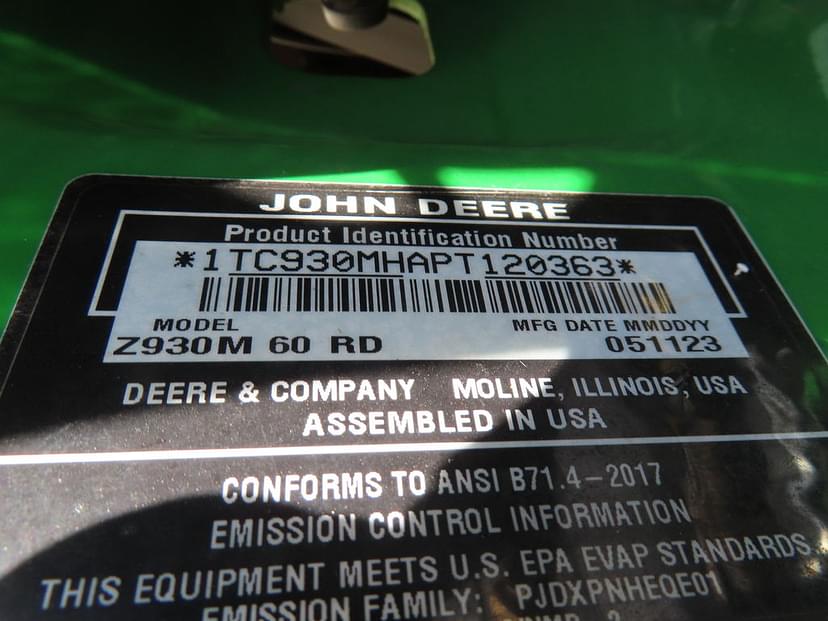 JOHN DEERE
Product Identification Number
*1TC930MHAPT120363*
MODEL MFG DATE MMDDYY
Z930M 60 RD 051123
DEERE & COMPANY MOLINE, ILLINOIS, USA
ASSEMBLED IN USA
CONFORMS TO ANSI B71.4-2017
EMISSION CONTROL INFORMATION
THIS EQUIPMENT MEETS U.S. EPA EVAP STANDARDS.
EMISSION FAMILY: PJDXPNHEQE01